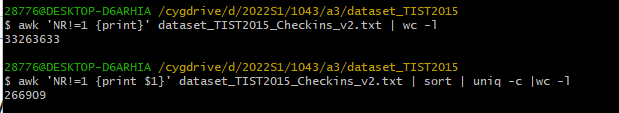 28776@DESKTOP-D6ARHIA /cygdrive/d/2022S1/1043/a3/dataset_TIST2015
$ awk 'NR!=1 {print}' dataset_TIST2015_Checkins_v2.txt | wc -l
33263633
28776@DESKTOP-D6ARHIA /cygdrive/d/2022S1/1043/a3/dataset_TIST2015
$ awk 'NR!=1 {print $1}' dataset_TIST2015_Checkins_v2.txt | sort | uniq -c |wc -l
266909